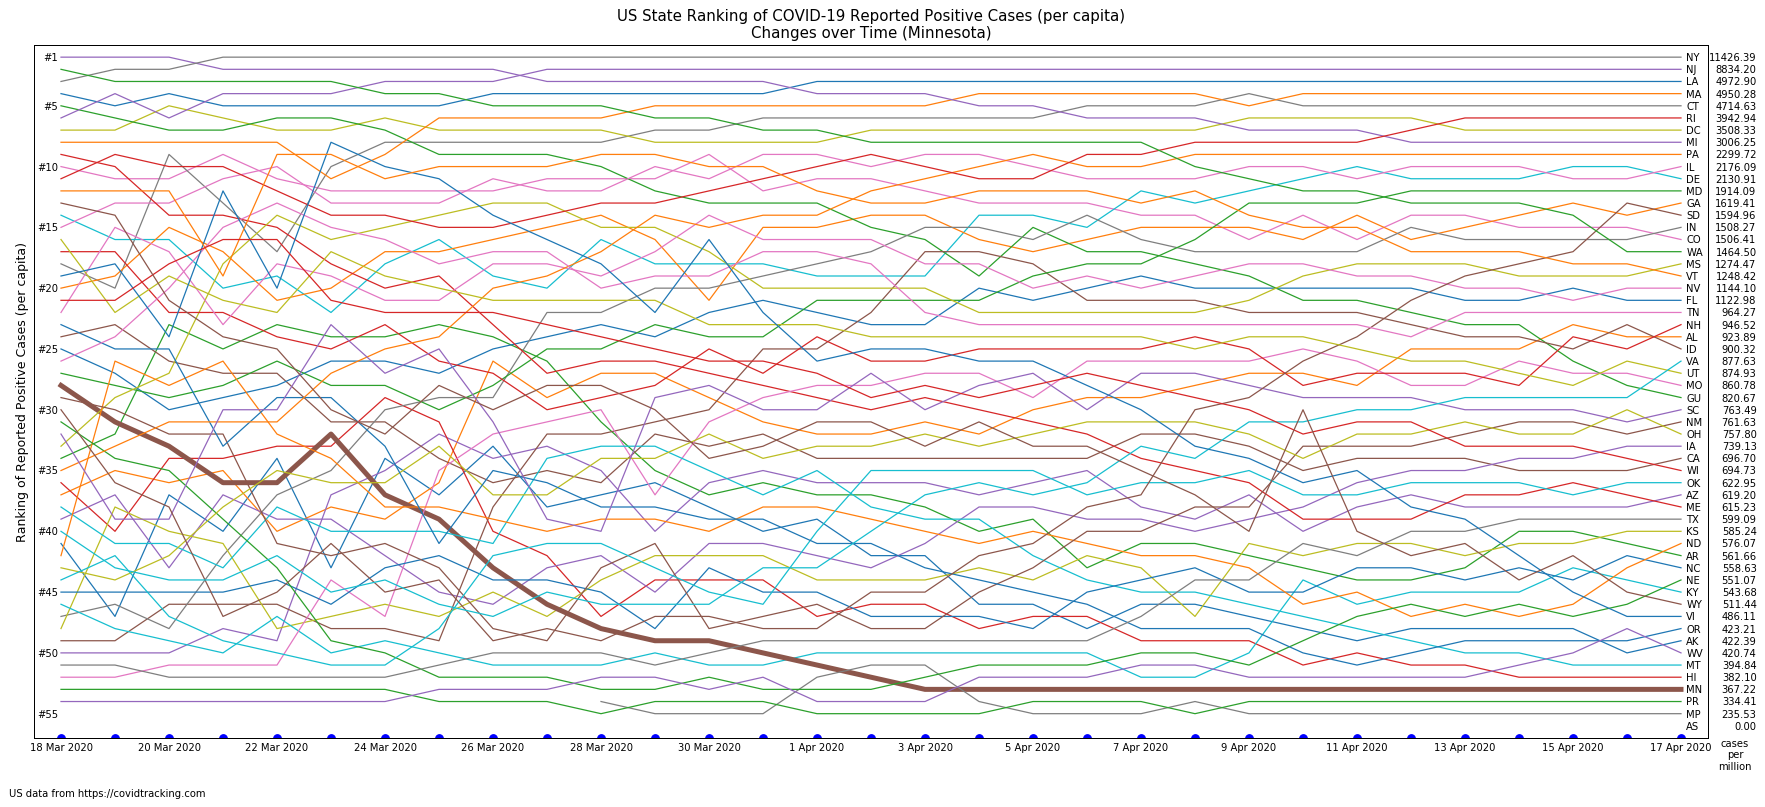 US State Ranking of COVID-19 Reported Positive Cases (per capita)
Changes over Time (Minnesota)
Ranking of Reported Positive Cases (per capita)
#1
#5
#10
#15
#20
#25
#30
#35
#40
#45
#50
#55
NY 11426.39
NJ 8834.20
LA 4972.90
MA 4950.28
CT 4714.63
RI 3942.94
DC 3508.33
MI 3006.25
PA 2299.72
IL 2176.09
DE 2130.91
MD 1914.09
GA 1619.41
SD 1594.96
IN 1508.27
CO 1506.41
WA 1464.50
MS 1274.47
VT 1248.42
NV 1144.10
FL 1122.98
TN 964.27
NH 946.52
AL 923.89
ID 900.32
VA 877.63
UT 874.93
MO 860.78
GU 820.67
SC 763.49
NM 761.63
OH 757.80
IA 739.13
CA 696.70
WI 694.73
OK 622.95
AZ 619.20
ME 615.23
TX 599.09
KS 585.24
ND 576.07
AR 561.66
NC 558.63
NE 551.07
KY 543.68
WY 511.44
VI 486.11
OR 423.21
AK 422.39
WV 420.74
MT 394.84
HI 382.10
MN 367.22
PR 334.41
MP 235.53
AS 0.00
18 Mar 2020 20 Mar 2020 22 Mar 2020 24 Mar 2020 26 Mar 2020 28 Mar 2020 30 Mar 2020 1 Apr 2020 3 Apr 2020 5 Apr 2020 7 Apr 2020 9 Apr 2020 11 Apr 2020 13 Apr 2020 15 Apr 2020 17 Apr 2020
cases
per
million
US data from https://covidtracking.com